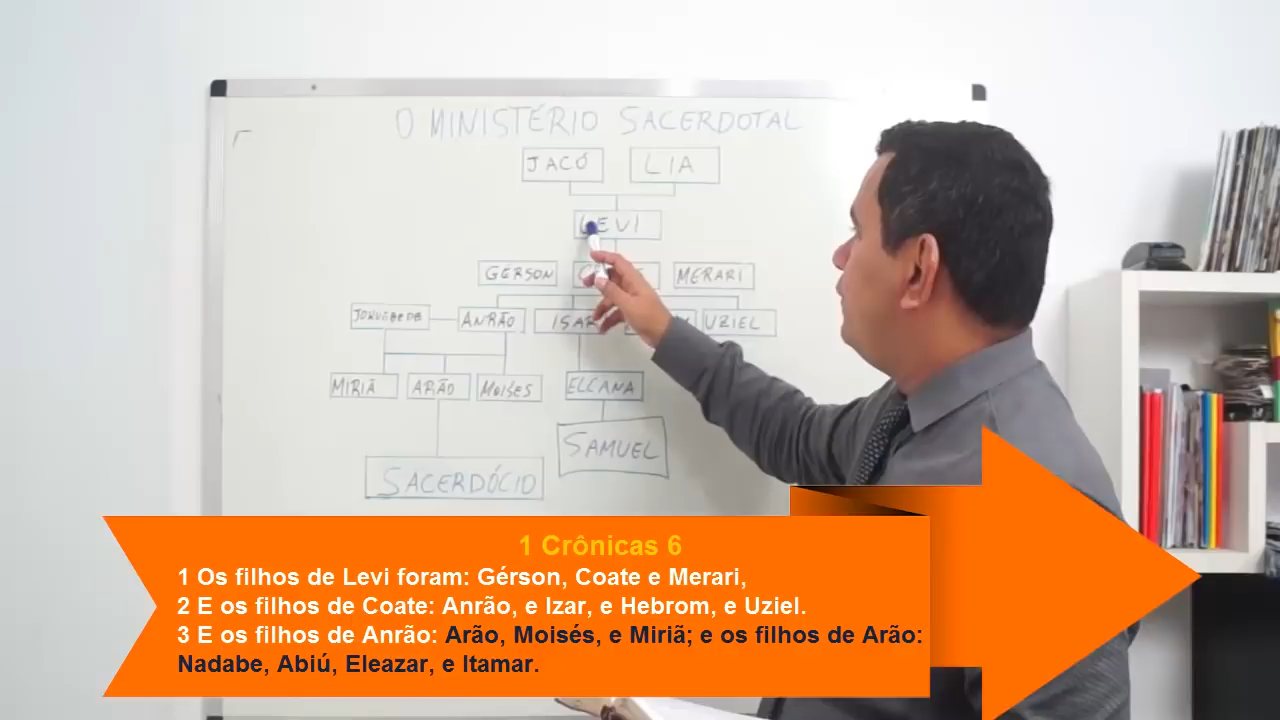 O MINISTÉRIO SACERDOTAL
JACÓ LIA
LEVI
GÉRSON MERARI
JOKUEBEDE ANRÃO UZIEL
MIRIÃ ARÃO MOISÉS ELCANA
SAMUEL
SACERDÓCIO
1 Crônicas 6
1 Os filhos de Levi foram: Gérson, Coate e Merari,
2 E os filhos de Coate: Anrão, e Izar, e Hebrom, e Uziel.
3 E os filhos de Anrão: Arão, Moisés, e Miriã; e os filhos de Arão:
Nadabe, Abiú, Eleazar, e Itamar.